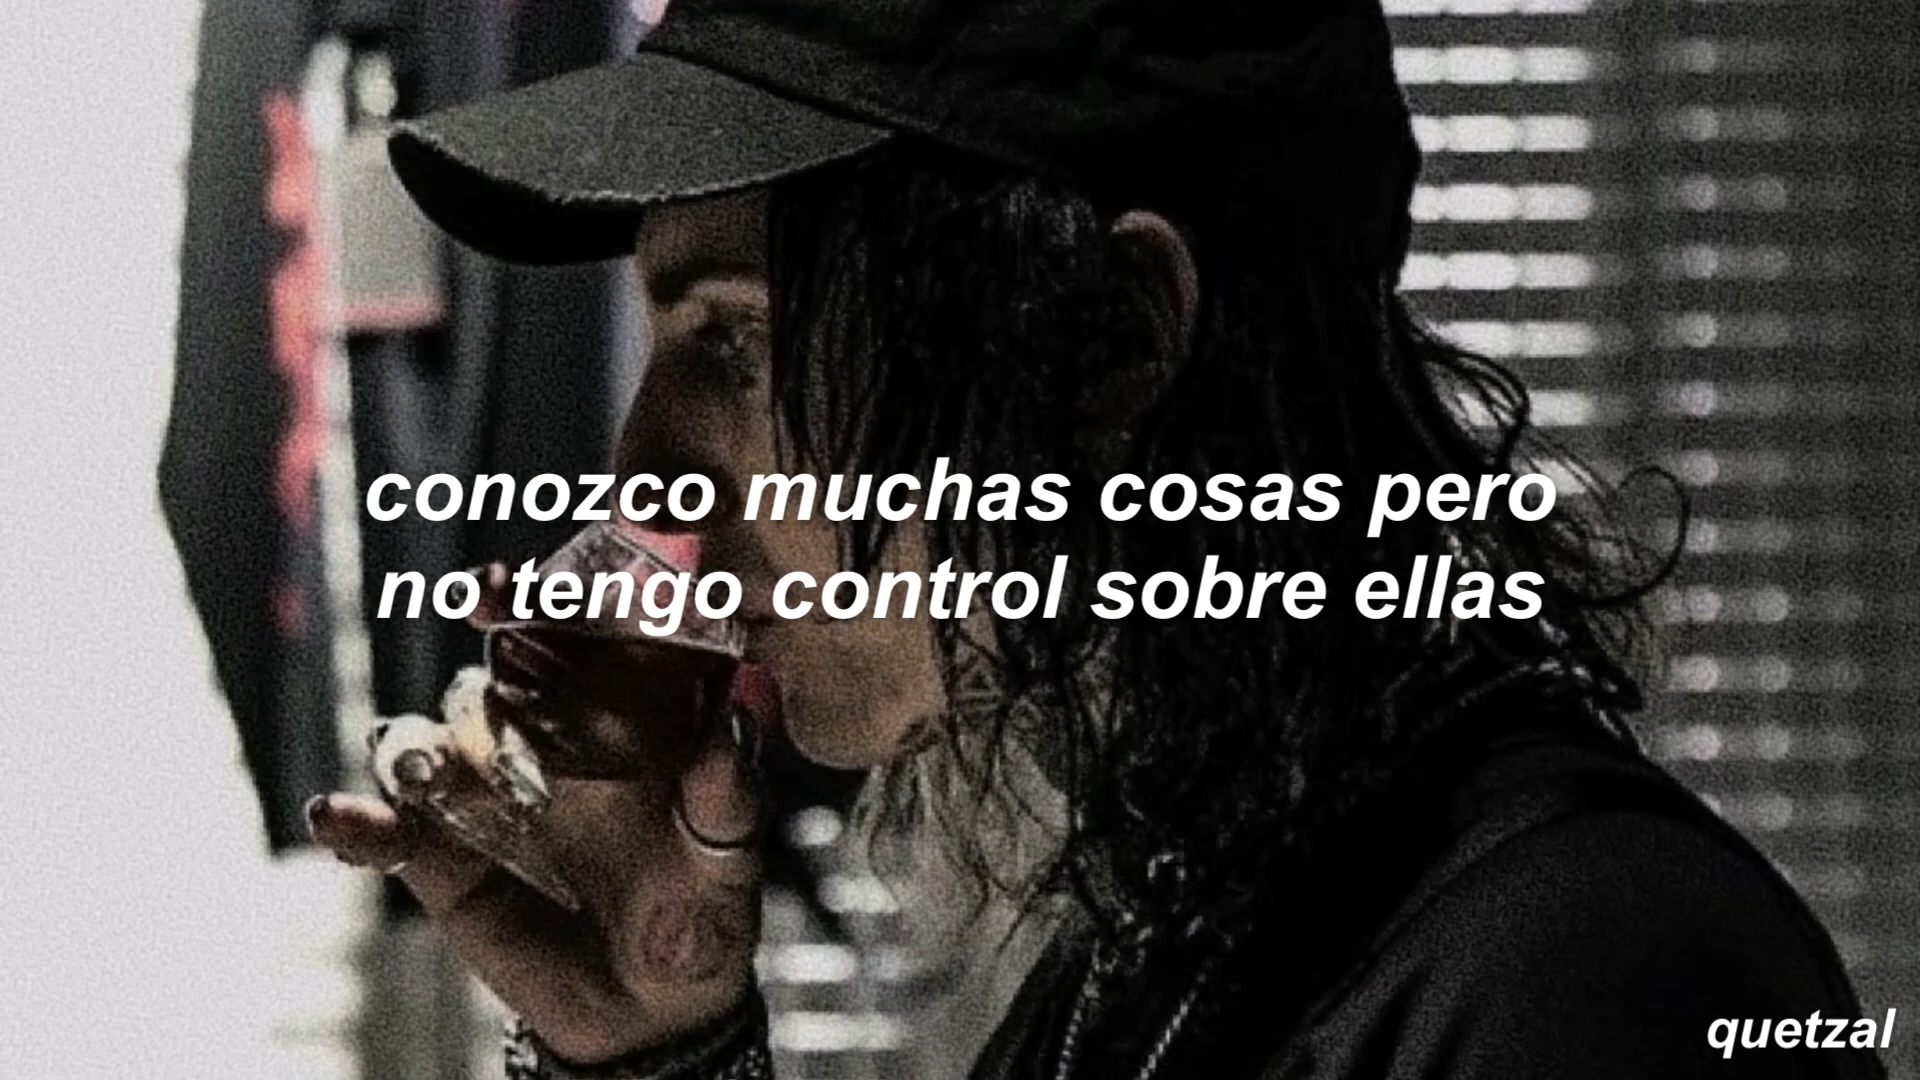 conozco muchas cosas pero
no tengo control sobre ellas
quetzal